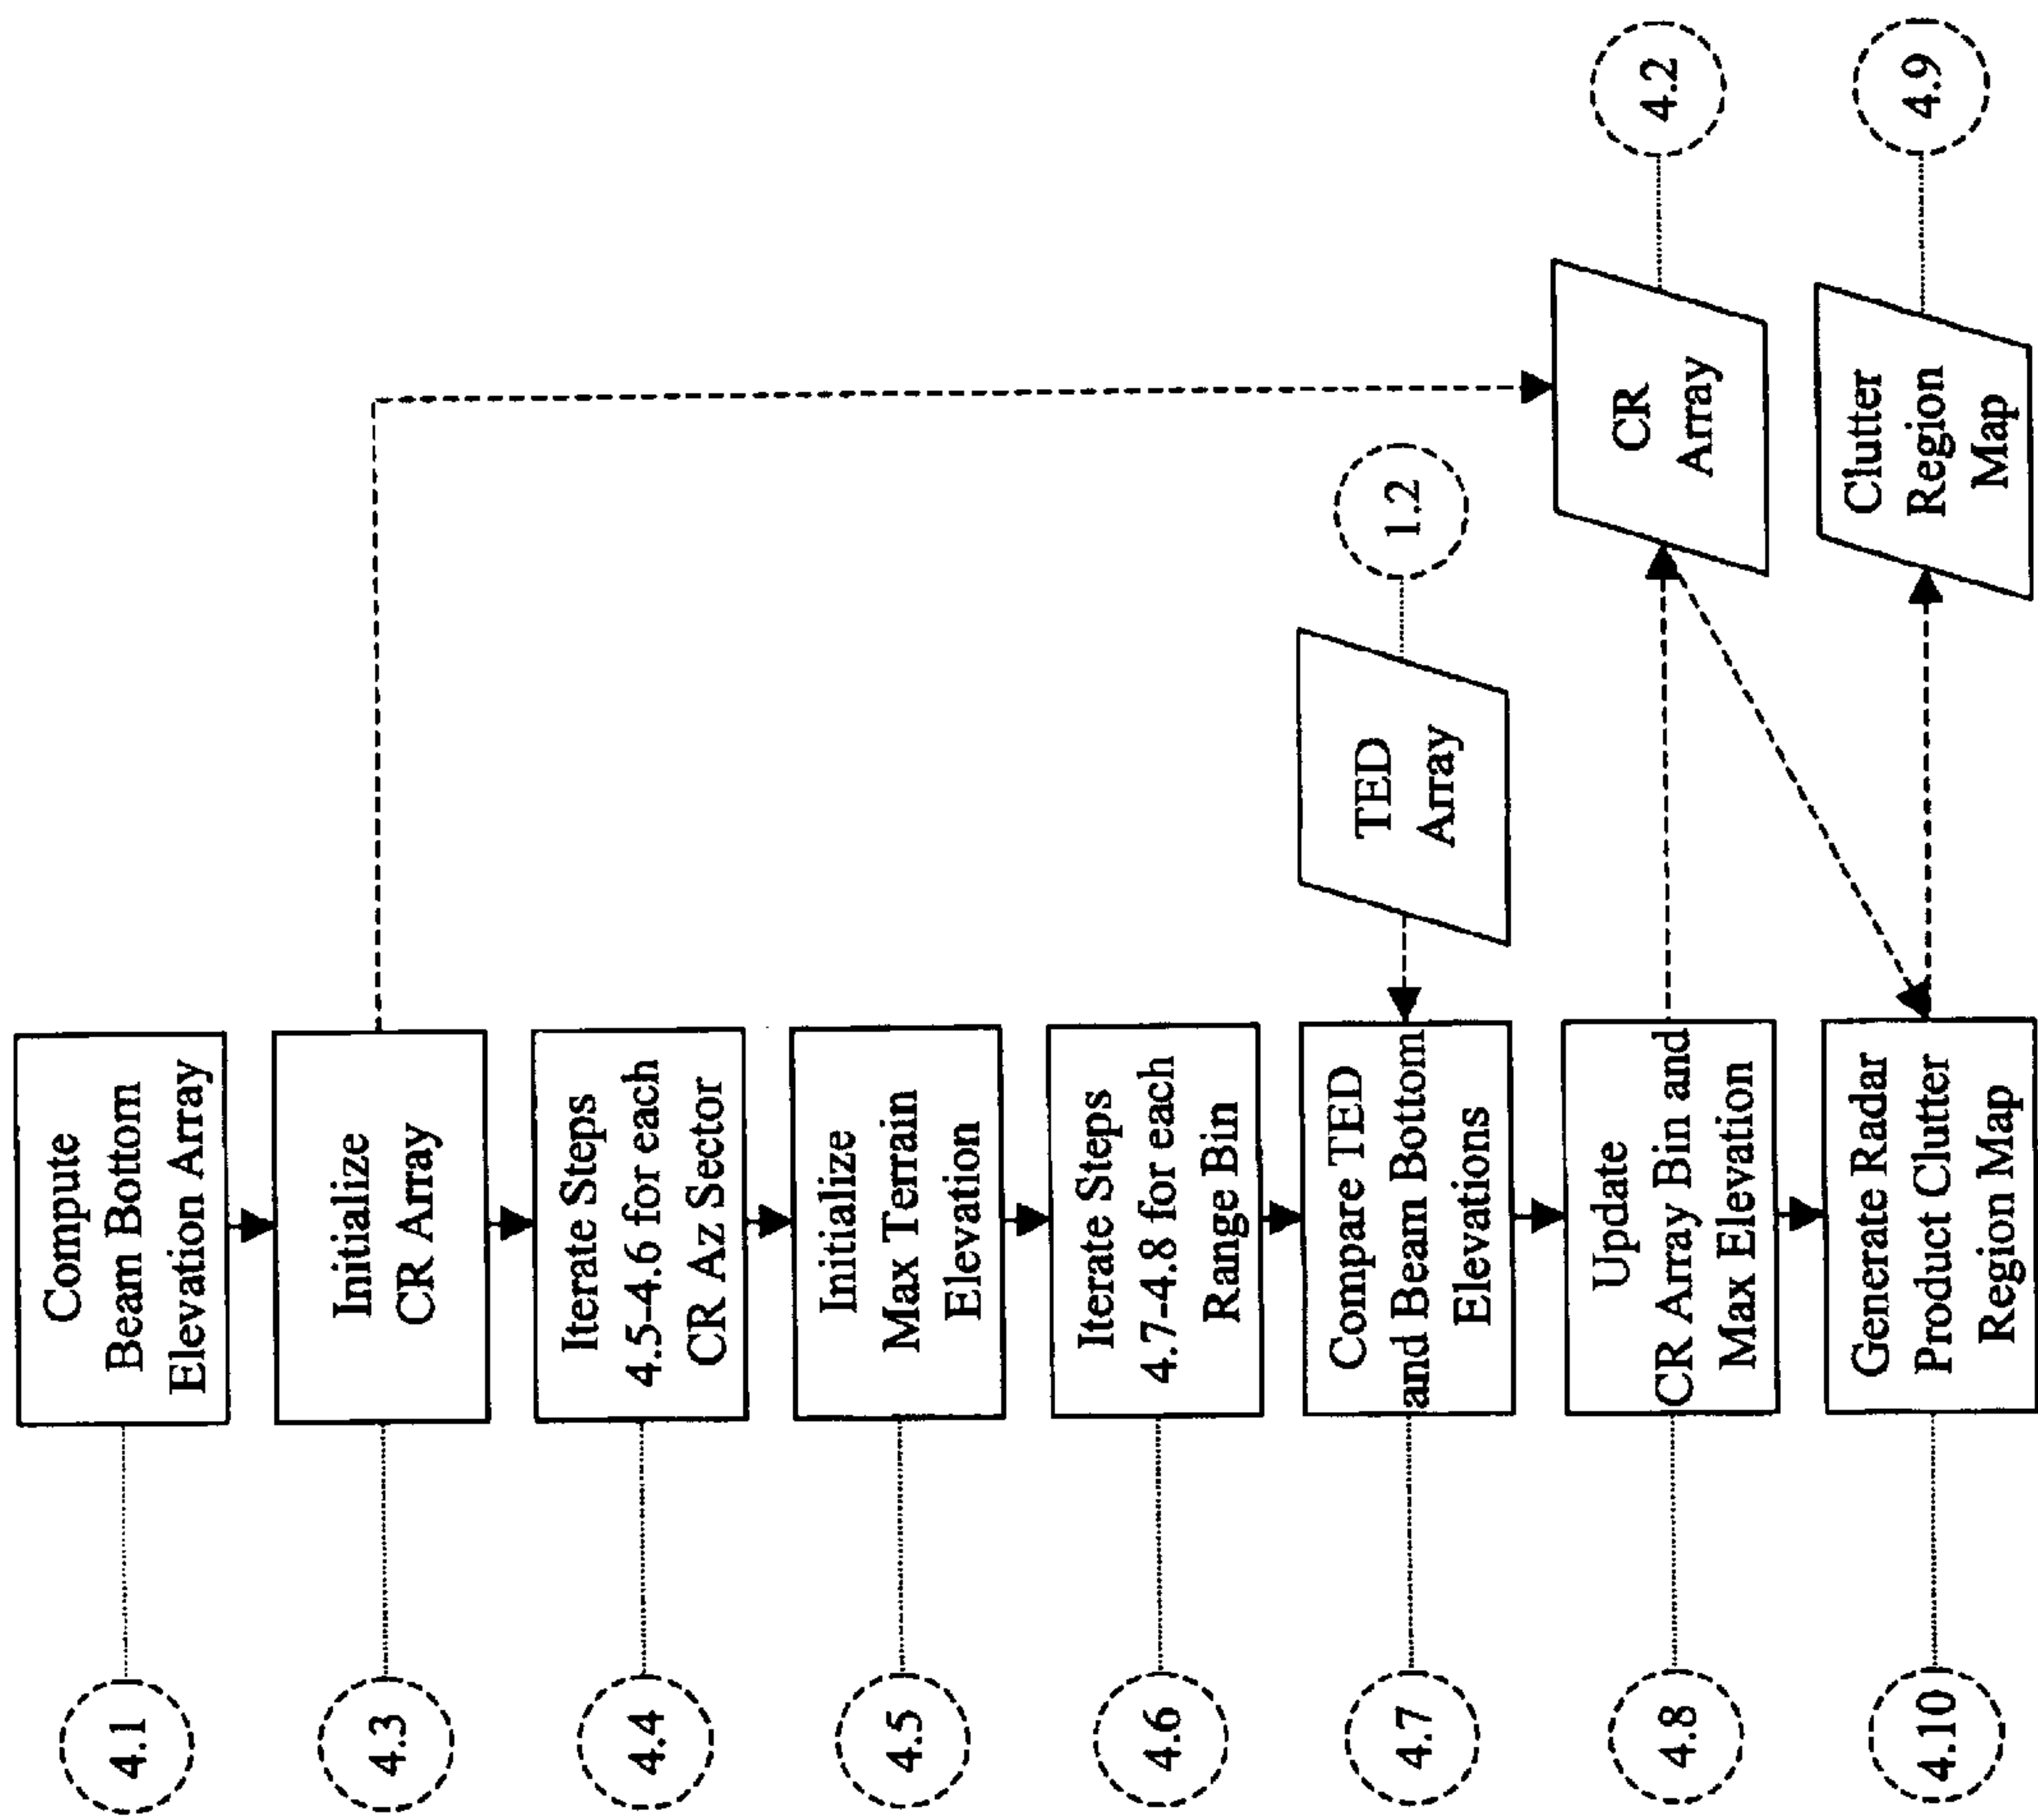 4.1
Compute
Beam Bottom
Elevation Array
4.3
Initialize
CR Array
4.4
Iterate Steps
4.5-4.6 for each
CR Az Sector
4.5
Initialize
Max Terrain
Elevation
4.6
Iterate Steps
4.7-4.8 for each
Range Bin
4.7
Compare TED
and Beam Bottom
Elevations
TED
Array
1.2
4.8
Update
CR Array Bin and
Max Elevation
CR
Array
4.2
4.10
Generate Radar
Product Clutter
Region Map
Clutter
Region
Map
4.9